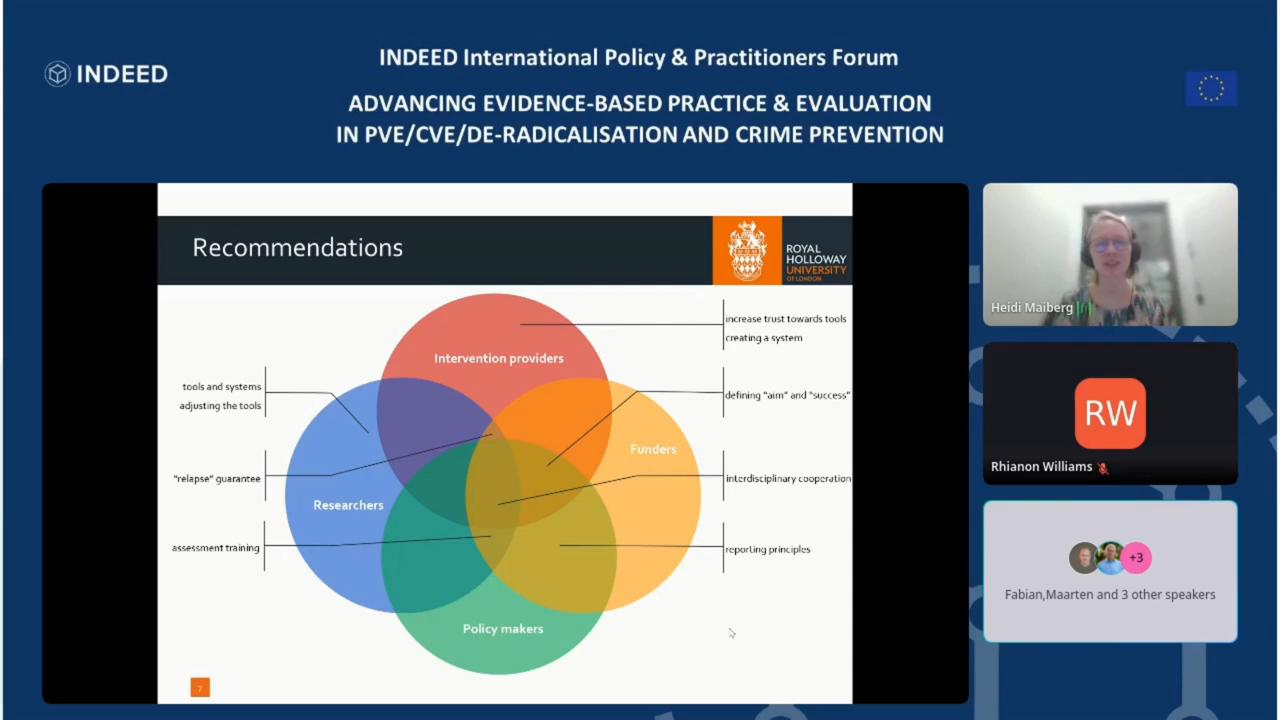 INDEED
INDEED International Policy & Practitioners Forum
ADVANCING EVIDENCE-BASED PRACTICE & EVALUATION
IN PVE/CVE/DE-RADICALISATION AND CRIME PREVENTION
Recommendations
ROYAL
HOLLOWAY
UNIVERSITY
OF LONDON
Intervention providers
increase trust towards tools
creating a system
tools and systems
adjusting the tools
defining "aim" and "success"
Funders
"relapse" guarantee
interdisciplinary cooperation
Researchers
assessment training
reporting principles
Policy makers
7
Heidi Maiberg
RW
Rhianon Williams
+3
Fabian,Maarten and 3 other speakers